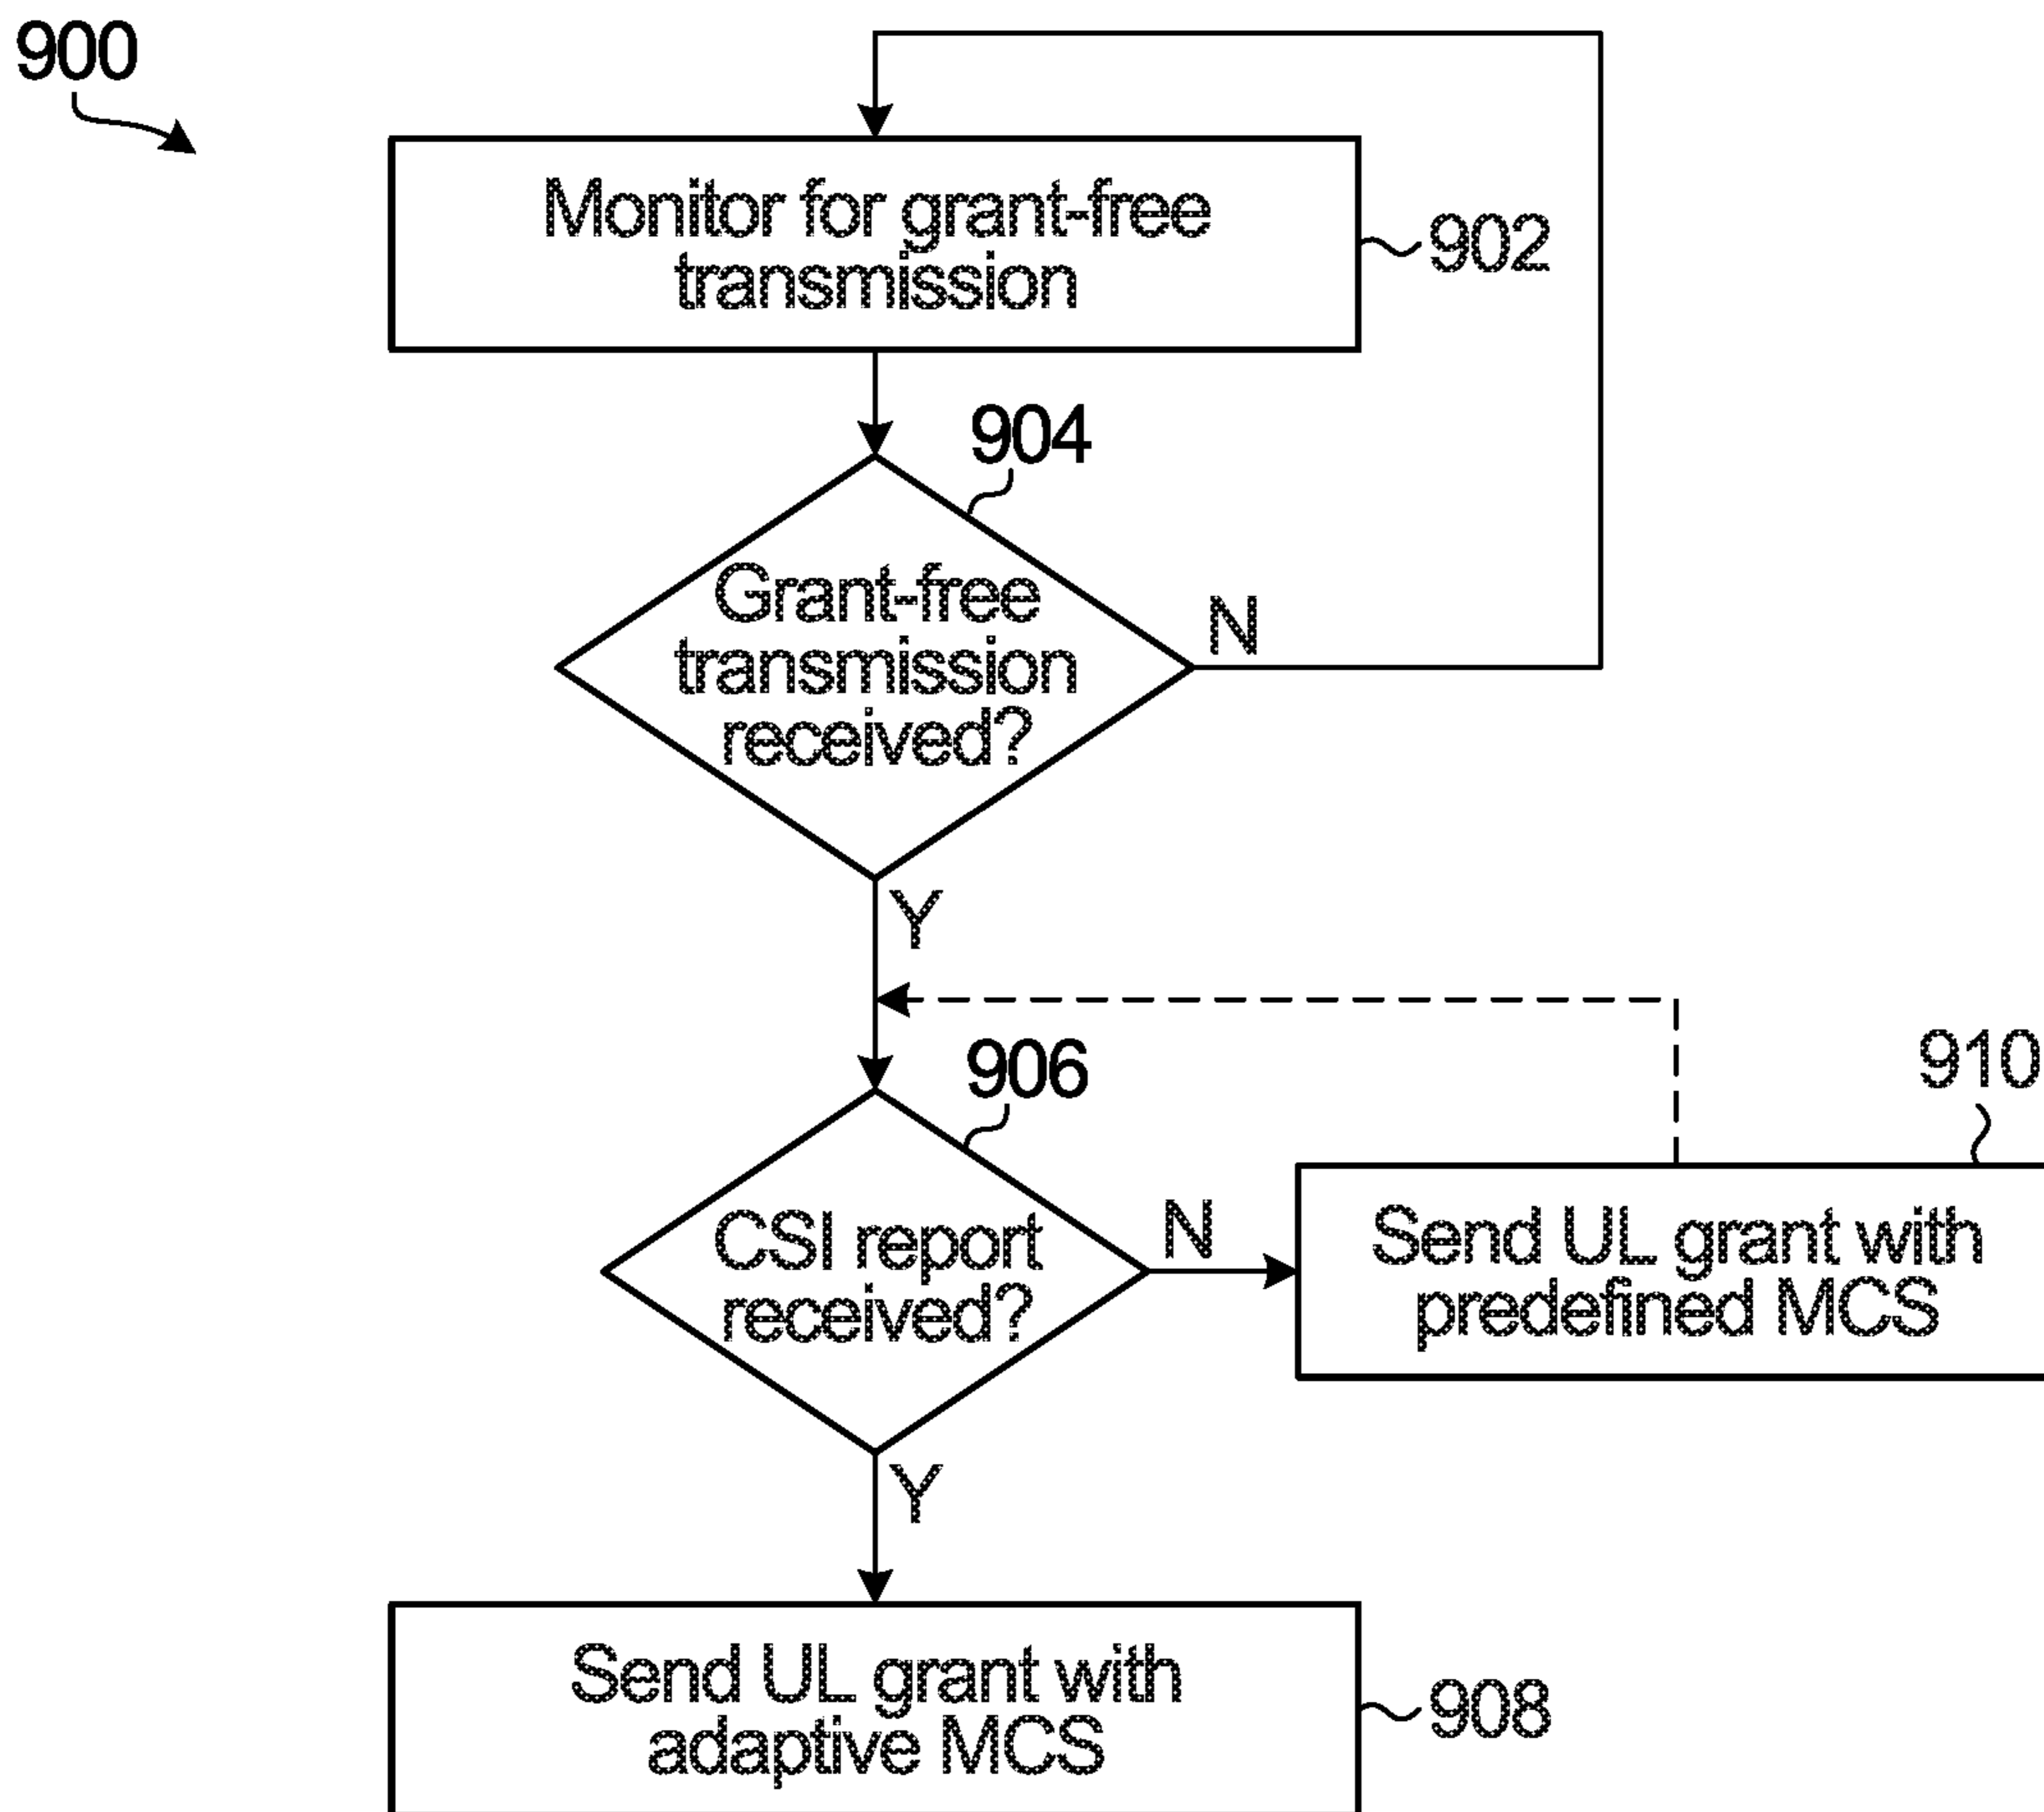 900
Monitor for grant-free
transmission
902
904
Grant-free
transmission
received?
N
Y
906
910
CSI report
received?
N
Send UL grant with
predefined MCS
Y
Send UL grant with
adaptive MCS
908